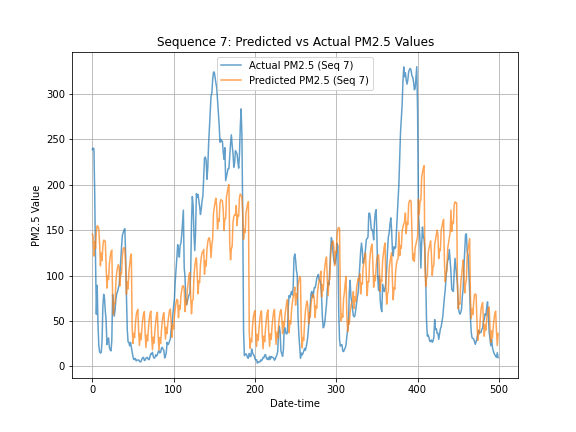 Sequence 7: Predicted vs Actual PM2.5 Values
Actual PM2.5 (Seq 7)
Predicted PM2.5 (Seq 7)
PM2.5 Value
300
250
200
150
100
50
0
0 100 200 300 400 500
Date-time